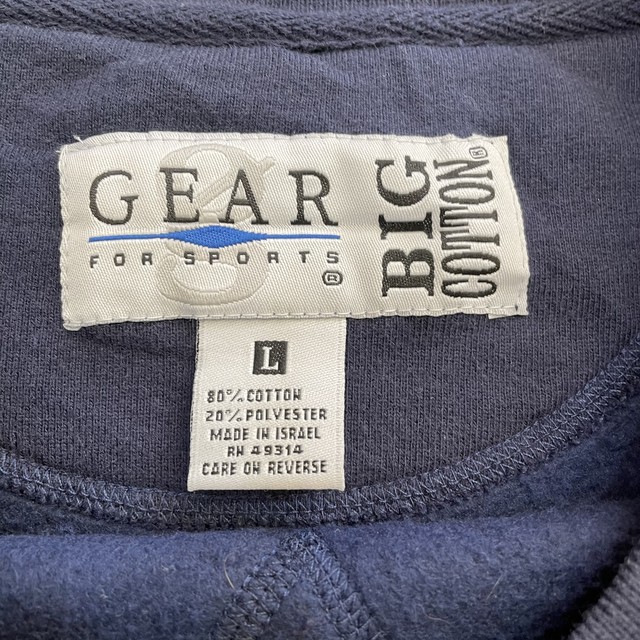 g
GEAR
FOR SPORTS
®
BIG
COTTON®
L
80% COTTON
20% POLYESTER
MADE IN ISRAEL
RN 49314
CARE ON REVERSE